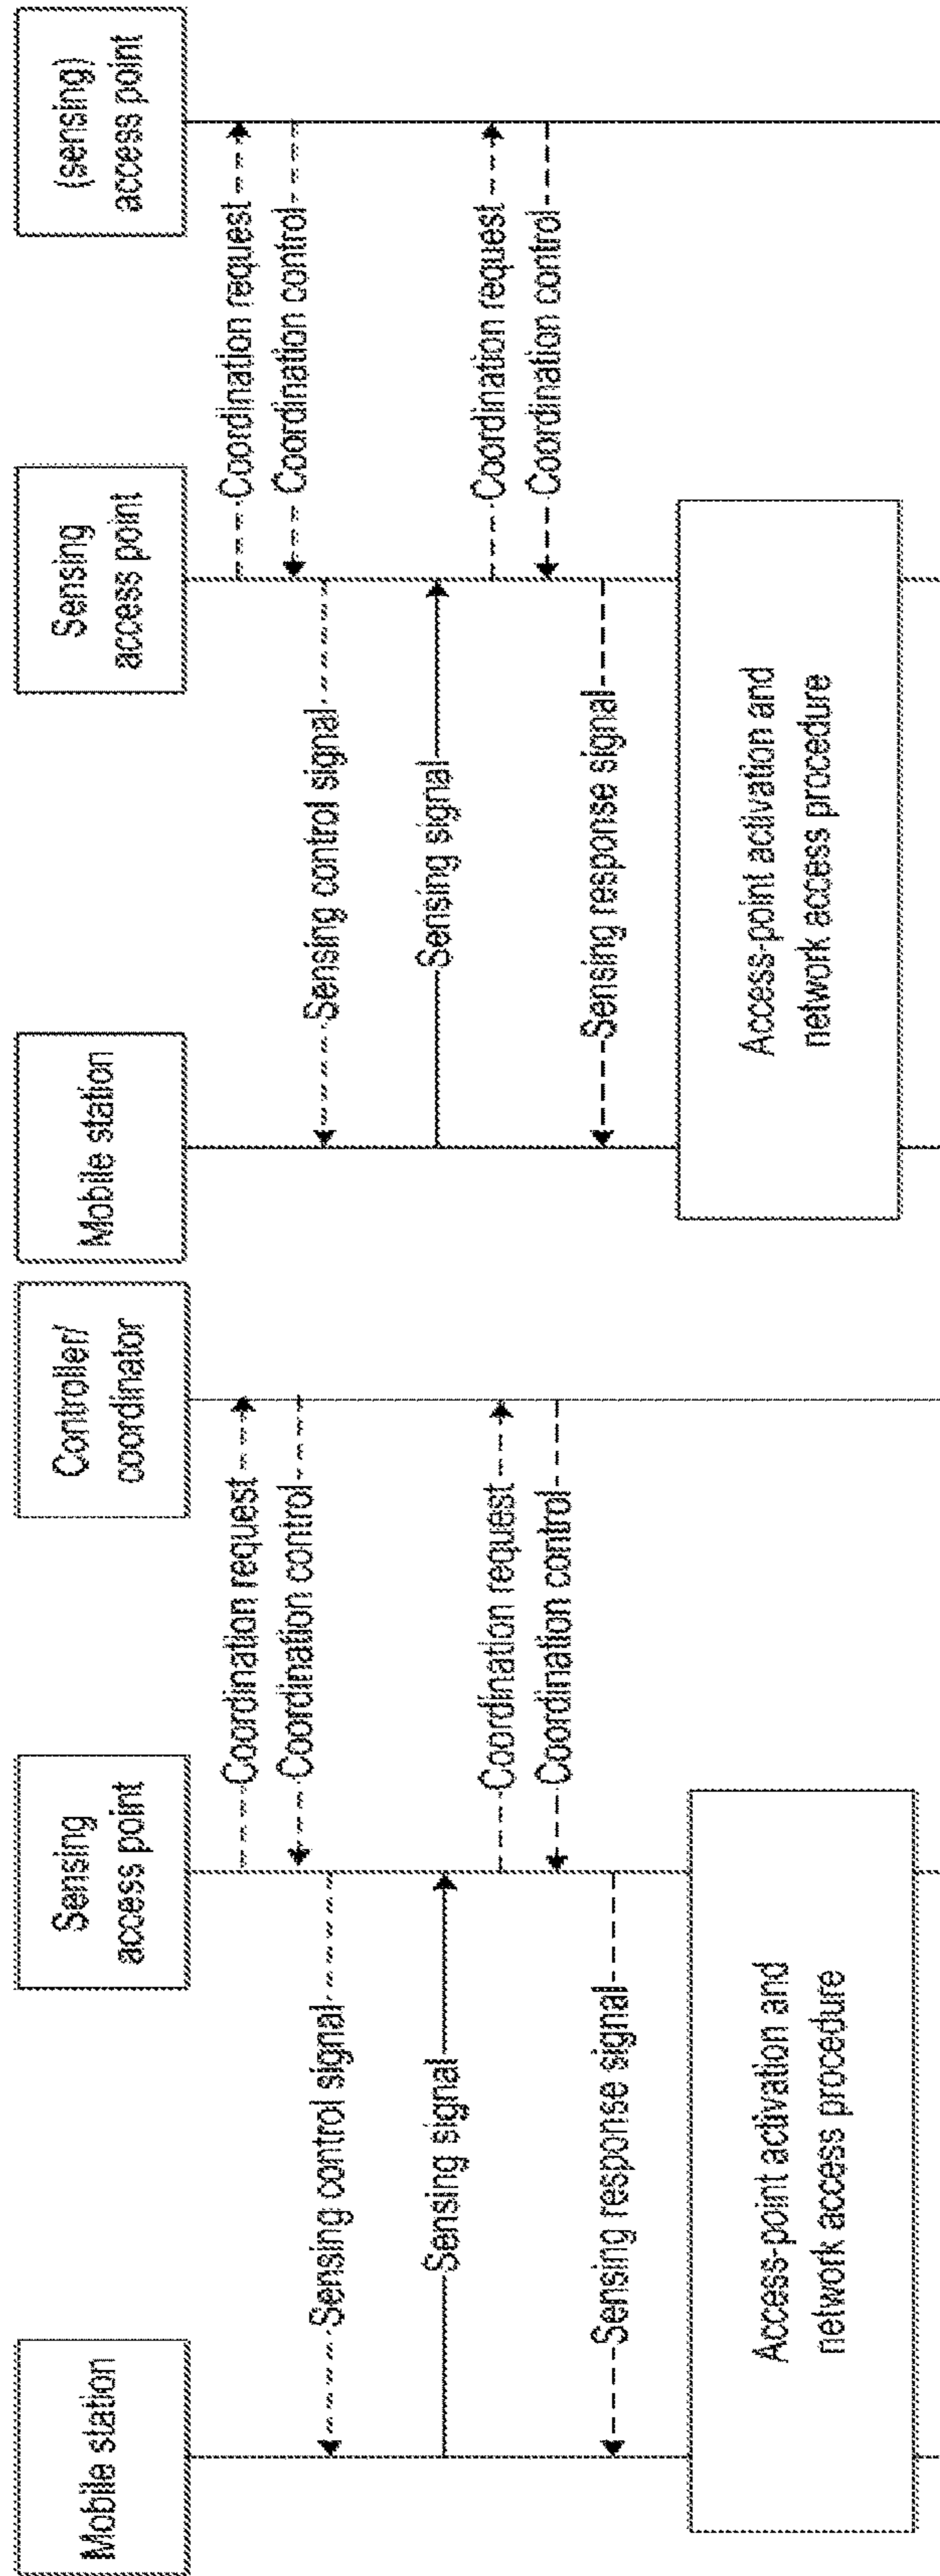 Mobile station
Sensing
access point
Controller/
coordinator
Coordination request
Coordination control
Sensing control signal
Sensing signal
Coordination request
Coordination control
Sensing response signal
Access-point activation and
network access procedure
Mobile station
Sensing
access point
(sensing)
access point
Coordination request
Coordination control
Sensing control signal
Sensing signal
Coordination request
Coordination control
Sensing response signal
Access-point activation and
network access procedure